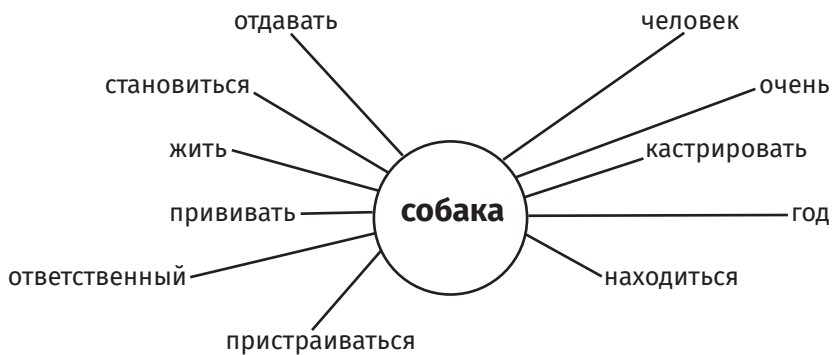 отдавать
человек
становиться
очень
жить
кастрировать
прививать
собака
год
ответственный
находиться
пристраиваться